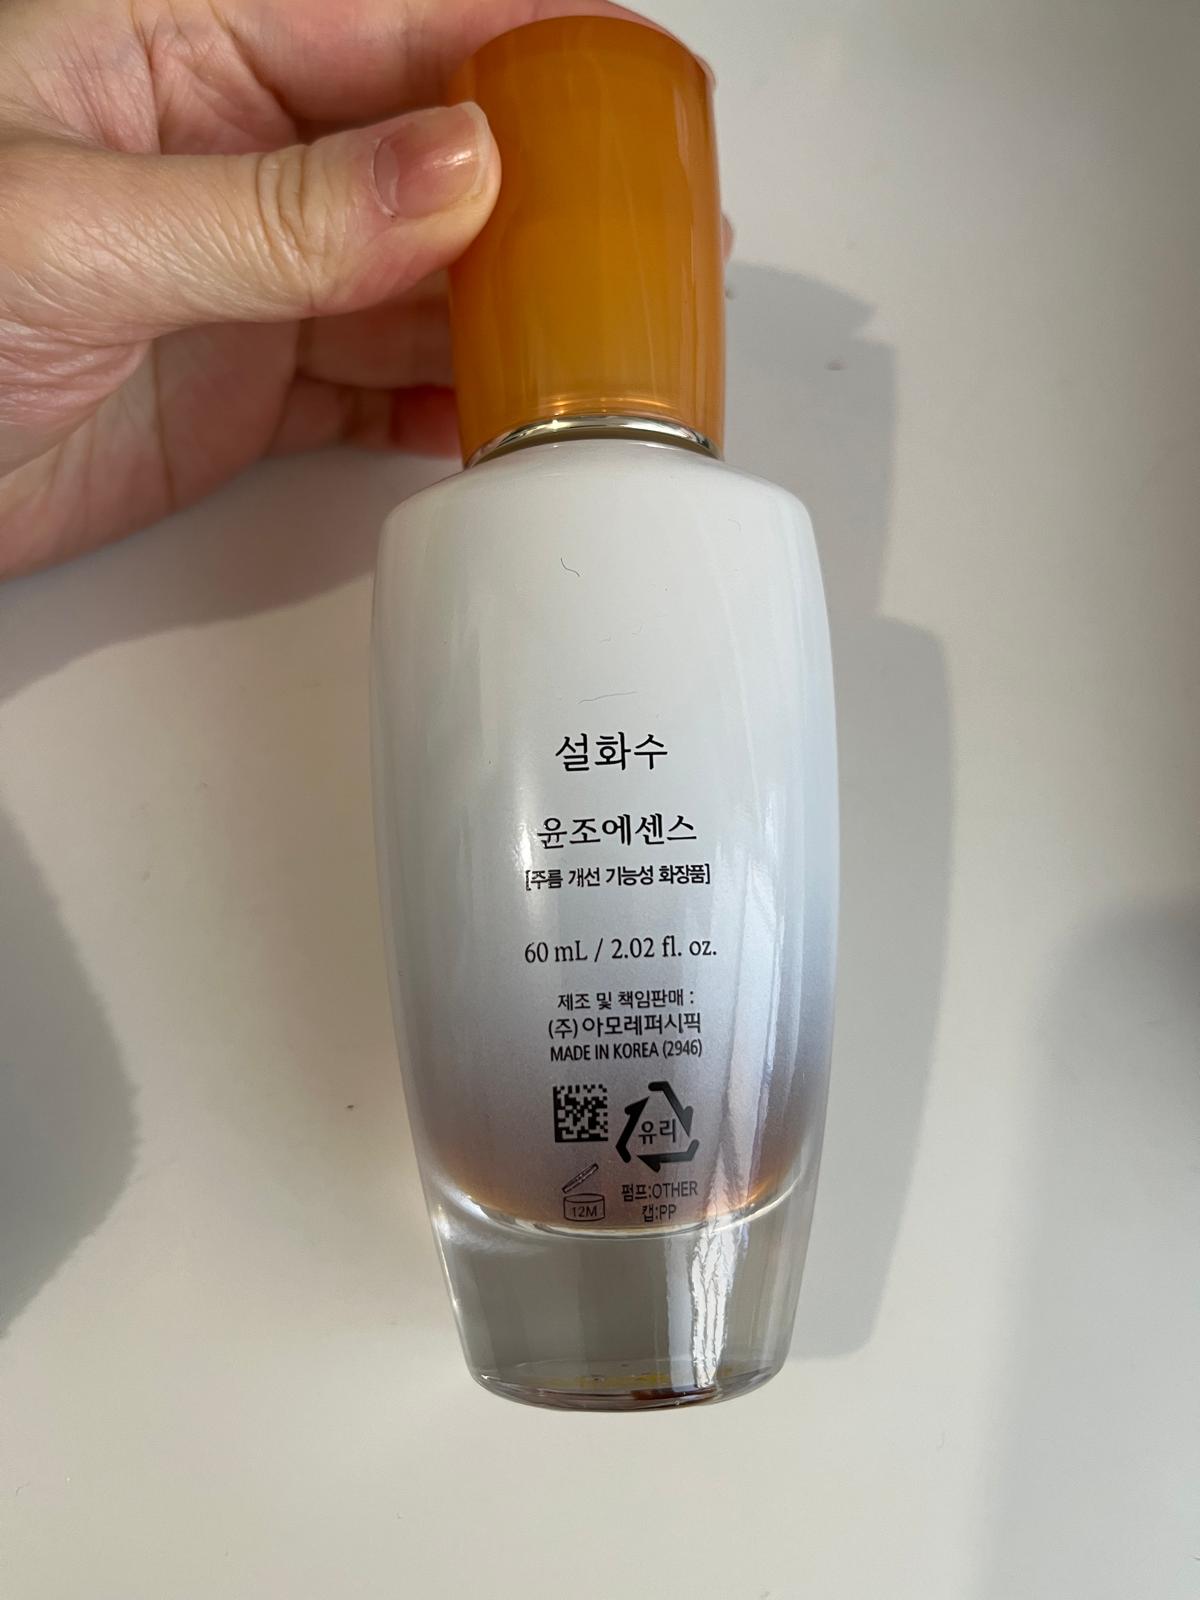 설화수
윤조에센스
[주름 개선 기능성 화장품]
60 mL / 2.02 fl. oz.
제조 및 책임판매 :
(주)아모레퍼시픽
MADE IN KOREA (2946)
유리
12M
펌프:OTHER
캡:PP